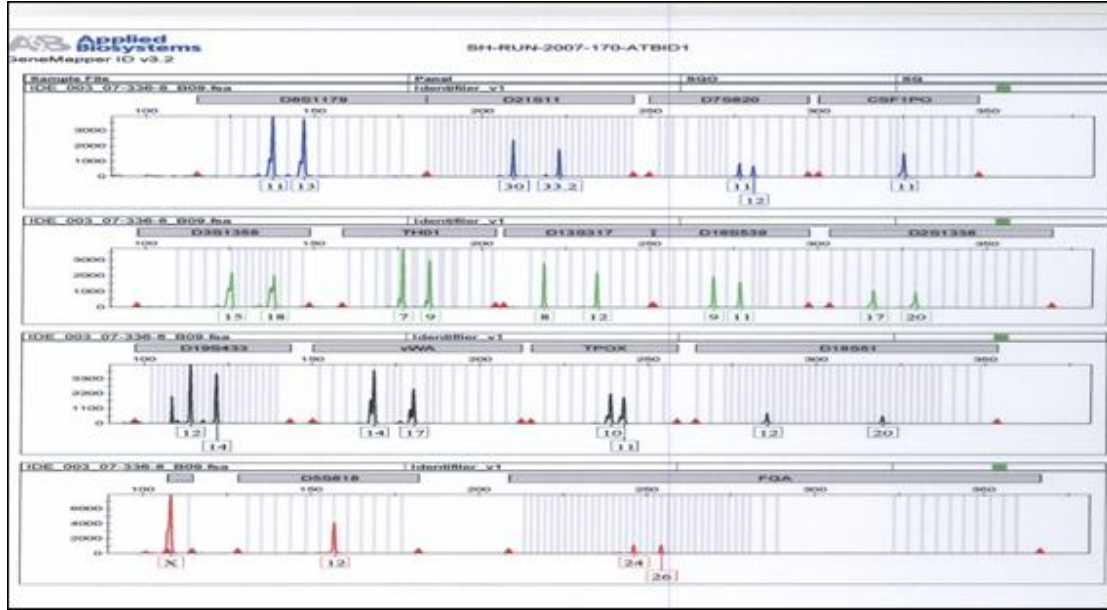 AB Applied
Biosystems
SH-RUN-2007-170-ATBID1
GeneMapper ID v3.2
Sample File Panel SQO SQ
IDE_003_07-336-8_B09.fsa Identifiler_v1
D8S1179 D21S11 D7S820 CSF1PO
100 150 200 250 300 350
3000
2000
1000
0
11 13 30 33.2 11 11
12
IDE_003_07-336-8_B09.fsa Identifiler_v1
D3S1358 TH01 D13S317 D16S539 D2S1338
100 150 200 250 300 350
3000
2000
1000
0
15 18 7 9 8 12 9 11 17 20
IDE_003_07-336-8_B09.fsa Identifiler_v1
D19S433 vWA TPOX D18S51
100 150 200 250 300 350
3300
2200
1100
0
12 14 17 10 12 20
14 11
IDE_003_07-336-8_B09.fsa Identifiler_v1
D5S818 FGA
100 150 200 250 300 350
6000
4000
2000
0
X 12 24
26